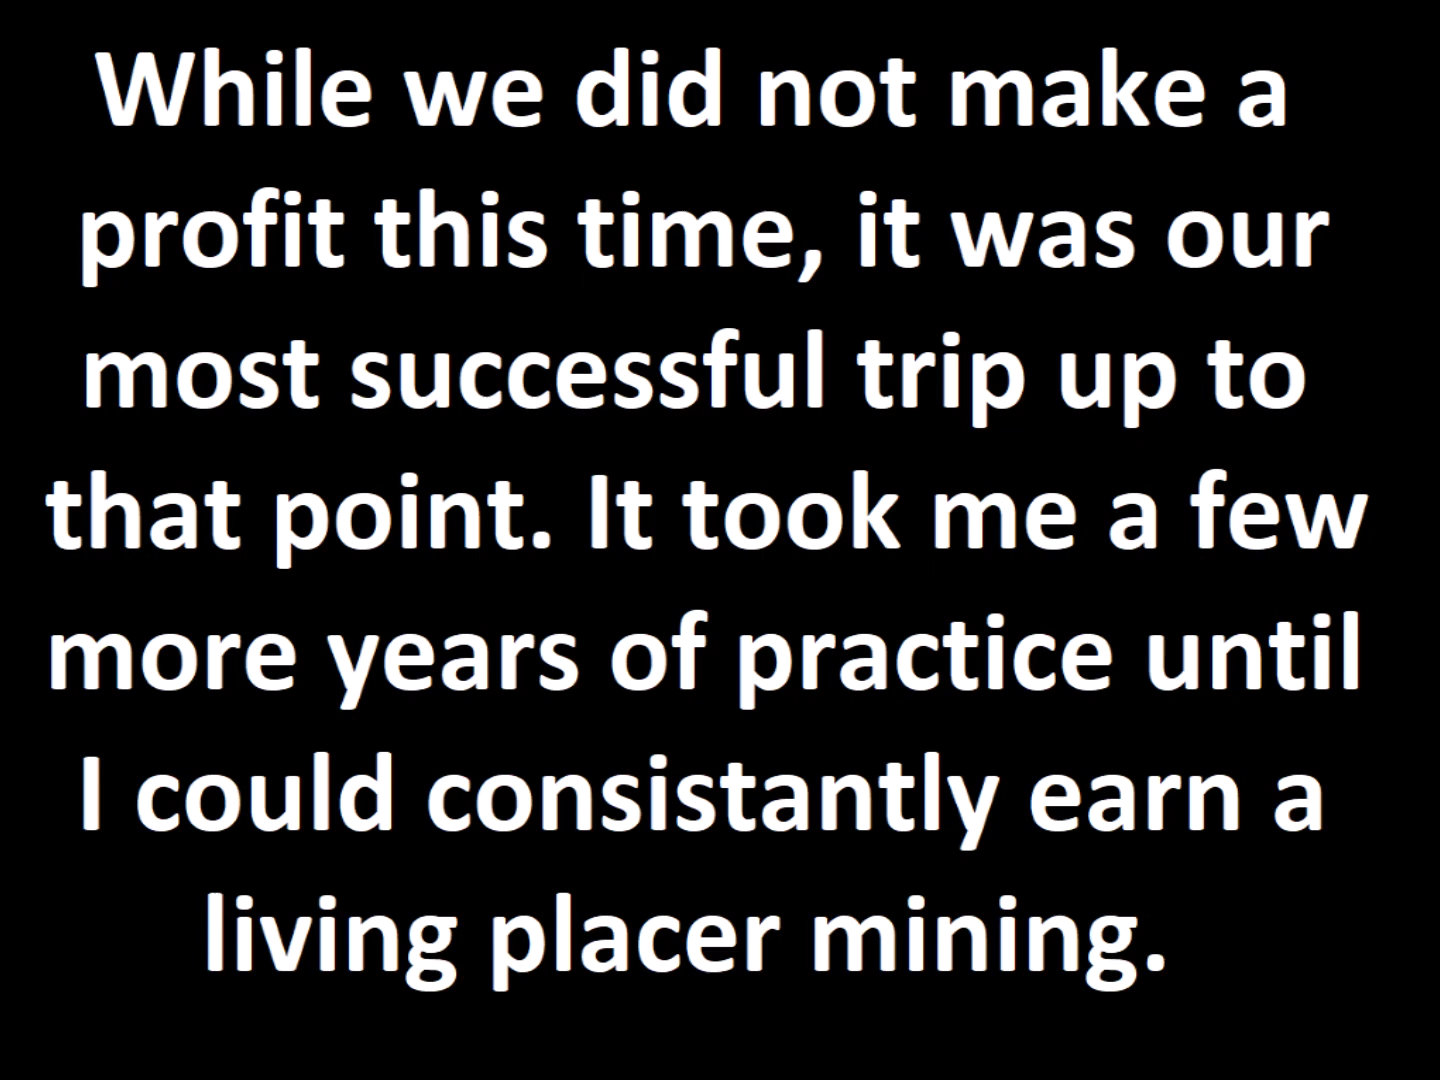 While we did not make a
profit this time, it was our
most successful trip up to
that point. It took me a few
more years of practice until
I could consistantly earn a
living placer mining.